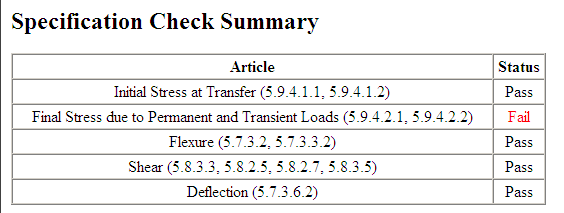 Specification Check Summary
Article Status
Initial Stress at Transfer (5.9.4.1.1, 5.9.4.1.2) Pass
Final Stress due to Permanent and Transient Loads (5.9.4.2.1, 5.9.4.2.2) Fail
Flexure (5.7.3.2, 5.7.3.3.2) Pass
Shear (5.8.3.3, 5.8.2.5, 5.8.2.7, 5.8.3.5) Pass
Deflection (5.7.3.6.2) Pass